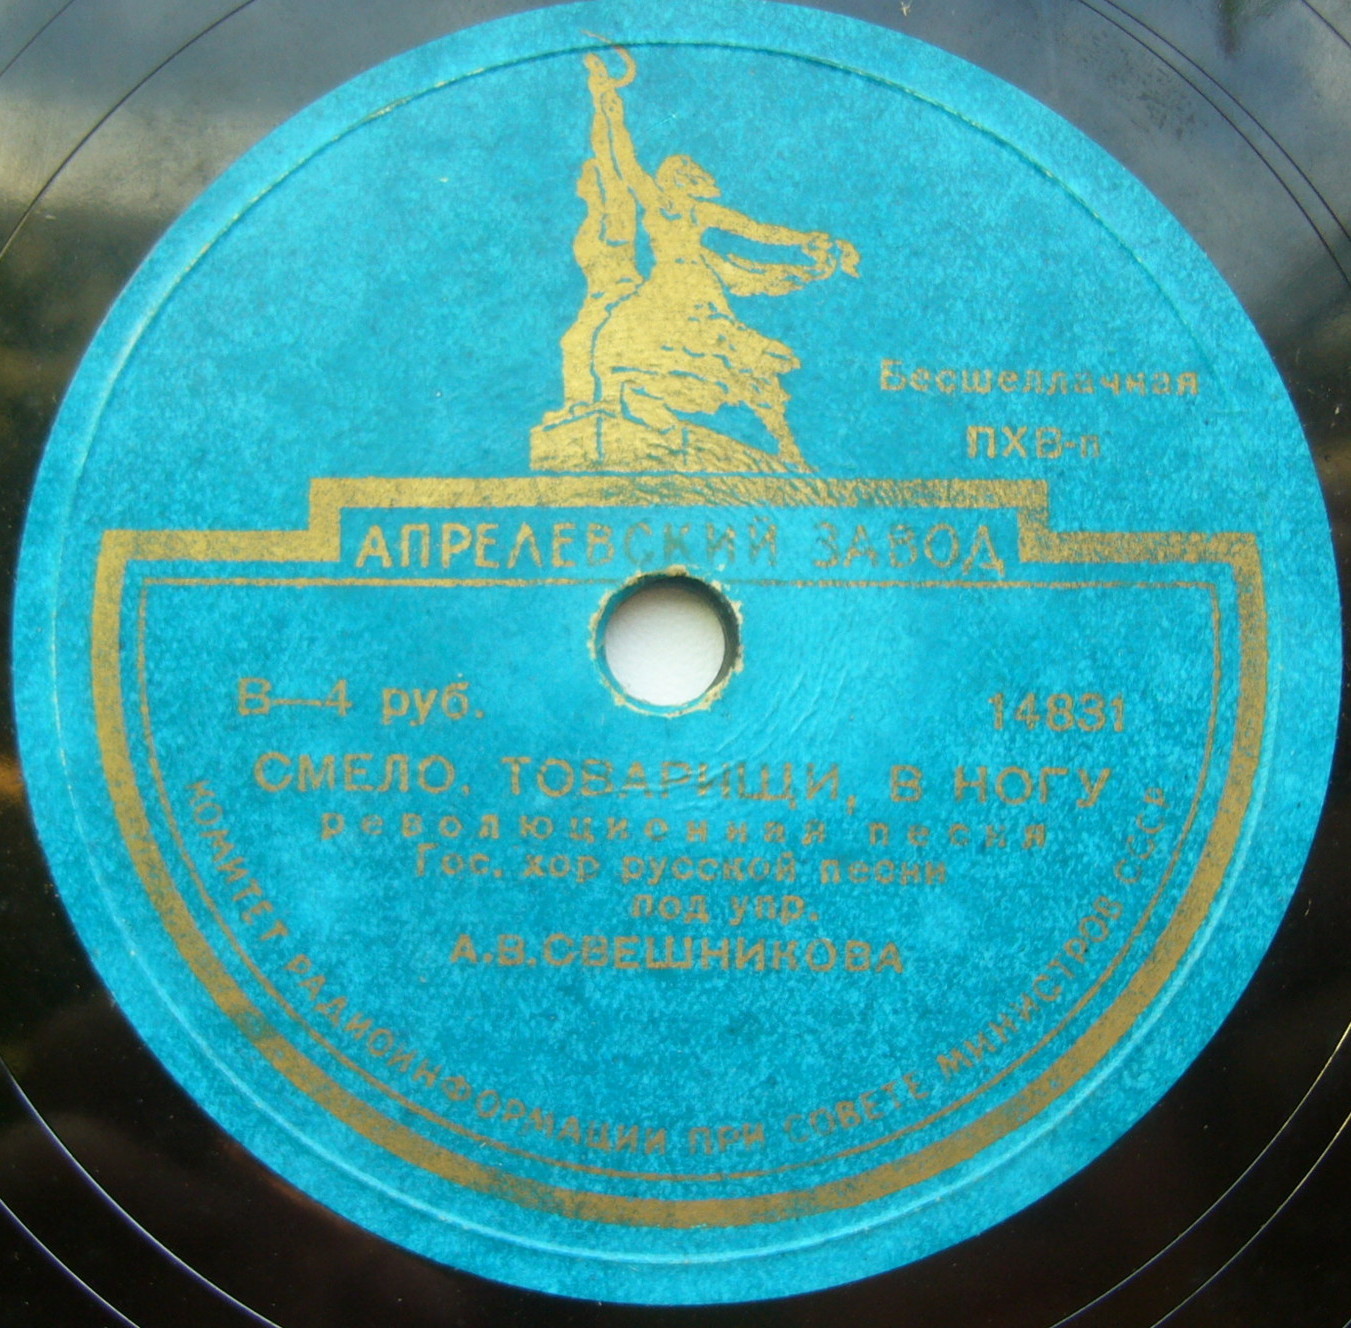 Бесшеллачная
ПХВ-п
АПРЕЛЕВСКИЙ ЗАВОД
В—4 руб.
14831
СМЕЛО, ТОВАРИЩИ, В НОГУ
революционная песня
Гос. хор русской песни
под упр.
А.В.СВЕШНИКОВА
КОМИТЕТ РАДИОИНФОРМАЦИИ ПРИ СОВЕТЕ МИНИСТРОВ СССР